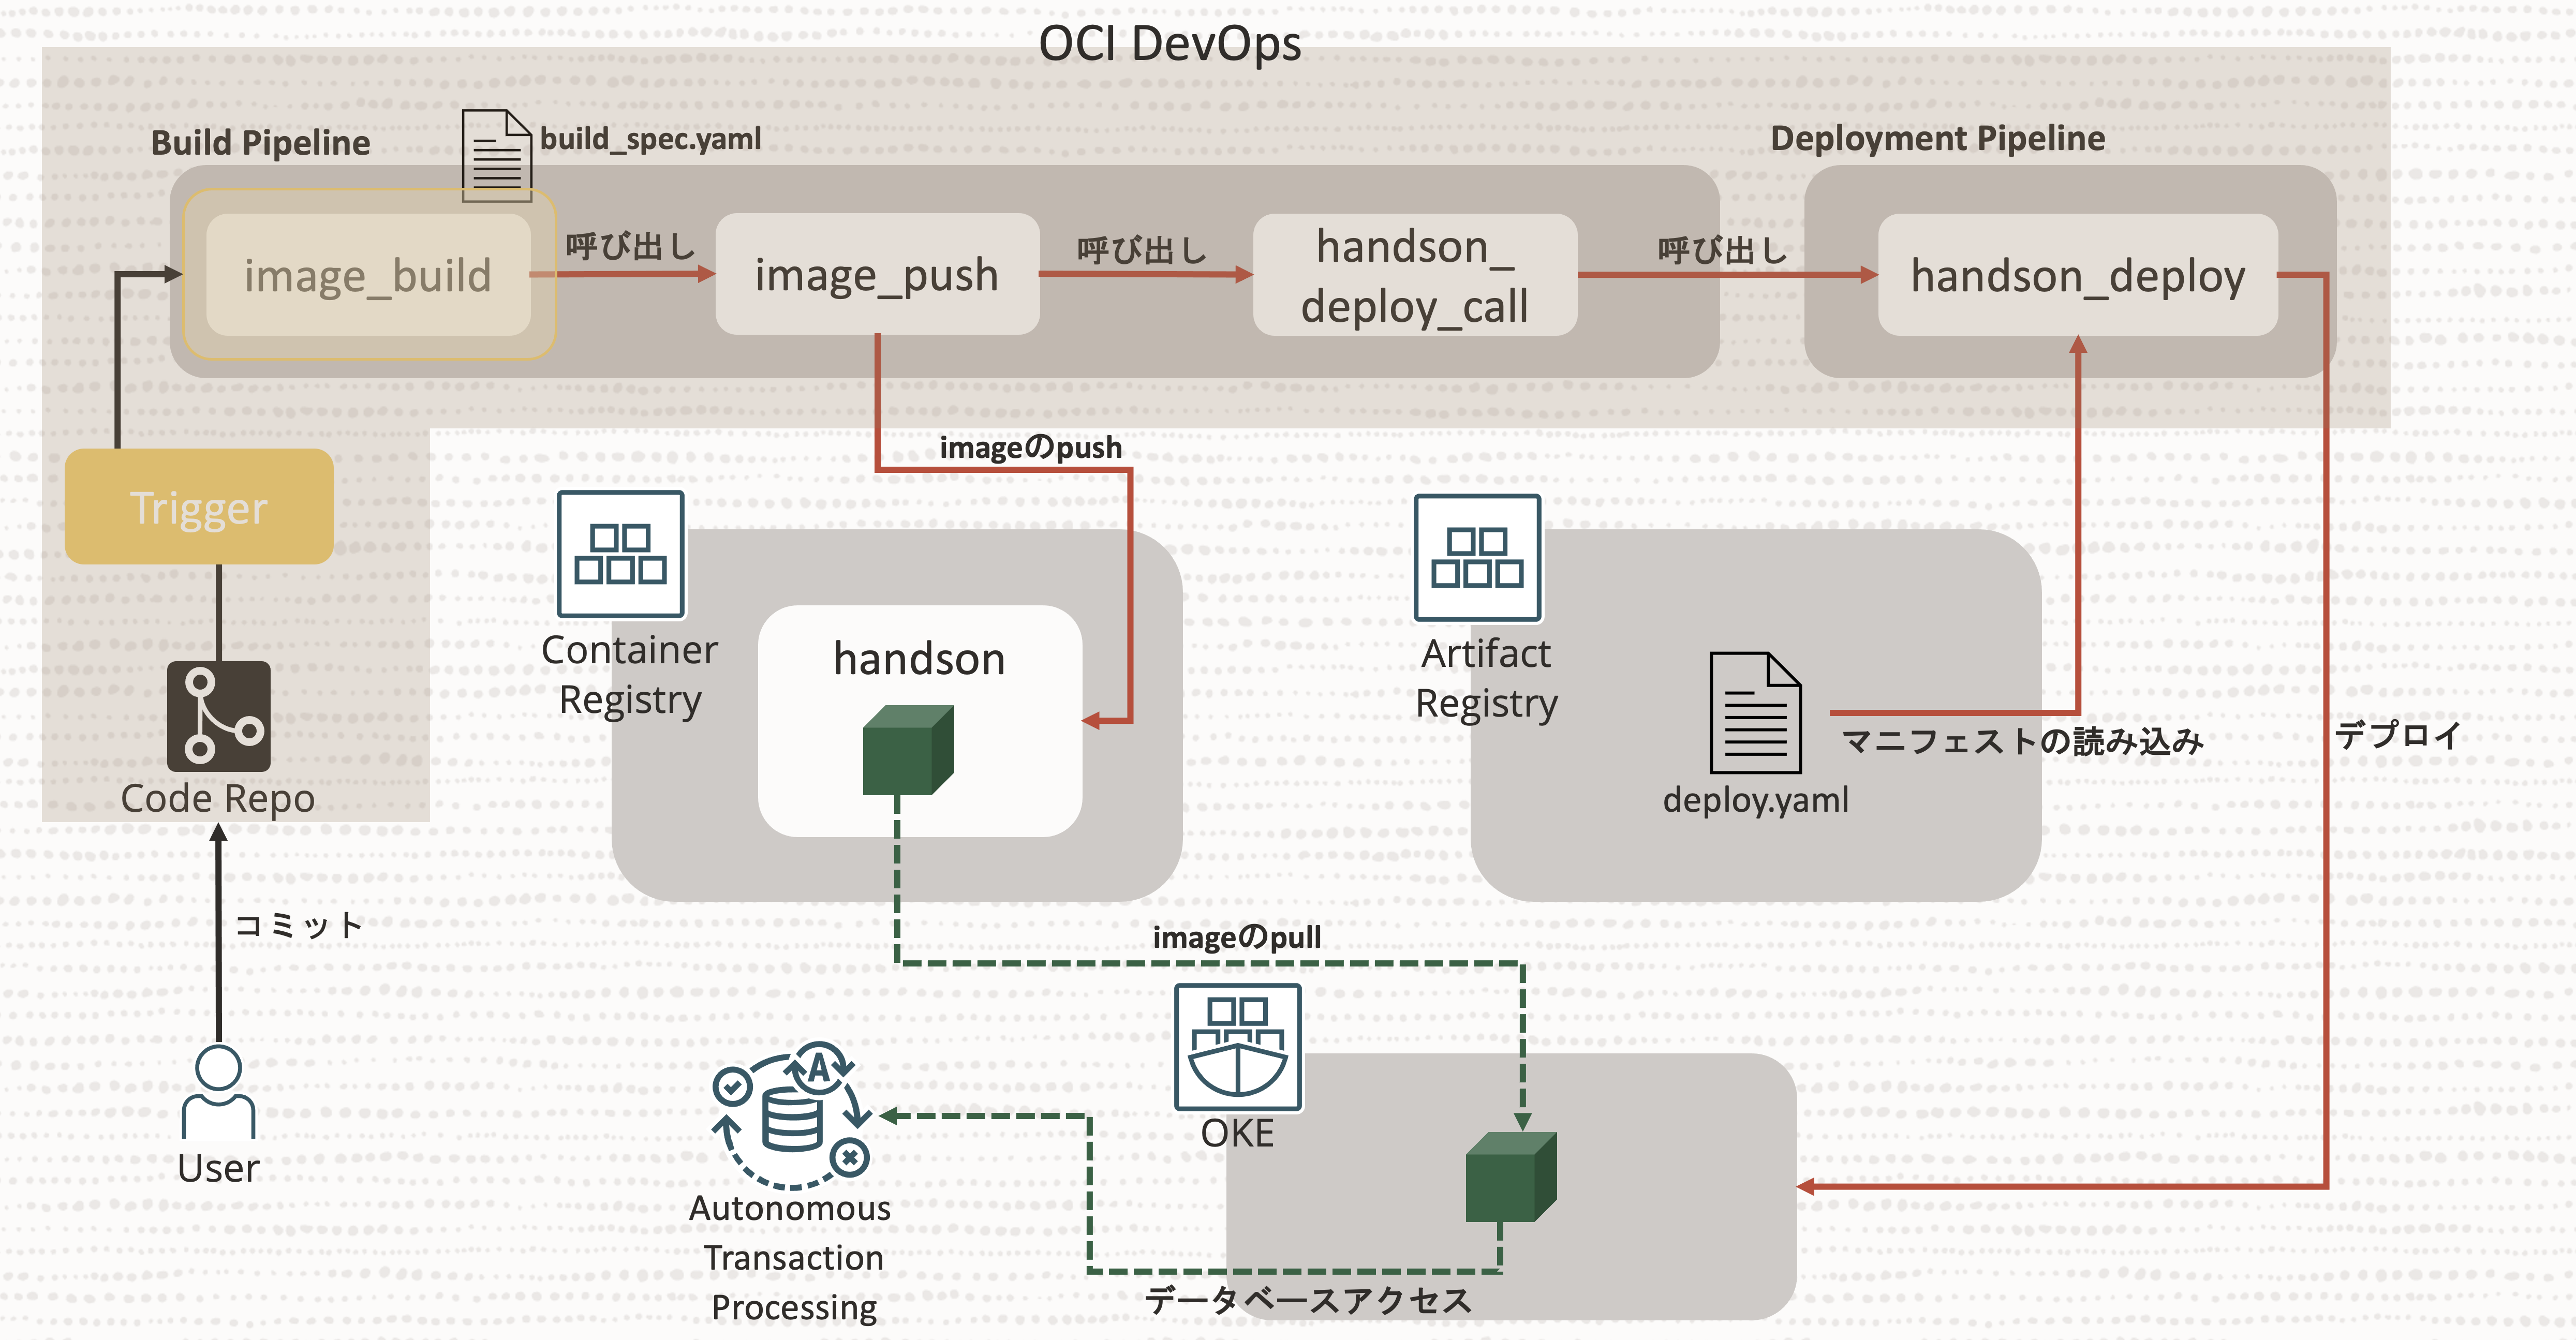 OCI DevOps
Build Pipeline
build_spec.yaml
Deployment Pipeline
image_build
呼び出し
image_push
呼び出し
handson_
deploy_call
呼び出し
handson_deploy
Trigger
imageのpush
Container
Registry
handson
Artifact
Registry
deploy.yaml
マニフェストの読み込み
デプロイ
Code Repo
コミット
imageのpull
User
OKE
A
Autonomous
Transaction
Processing
データベースアクセス